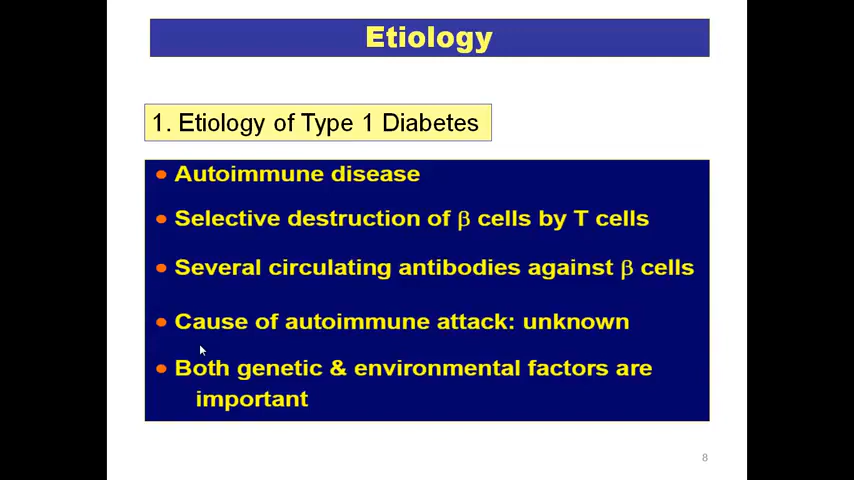 Etiology
1. Etiology of Type 1 Diabetes
• Autoimmune disease
• Selective destruction of β cells by T cells
• Several circulating antibodies against β cells
• Cause of autoimmune attack: unknown
• Both genetic & environmental factors are
important
8